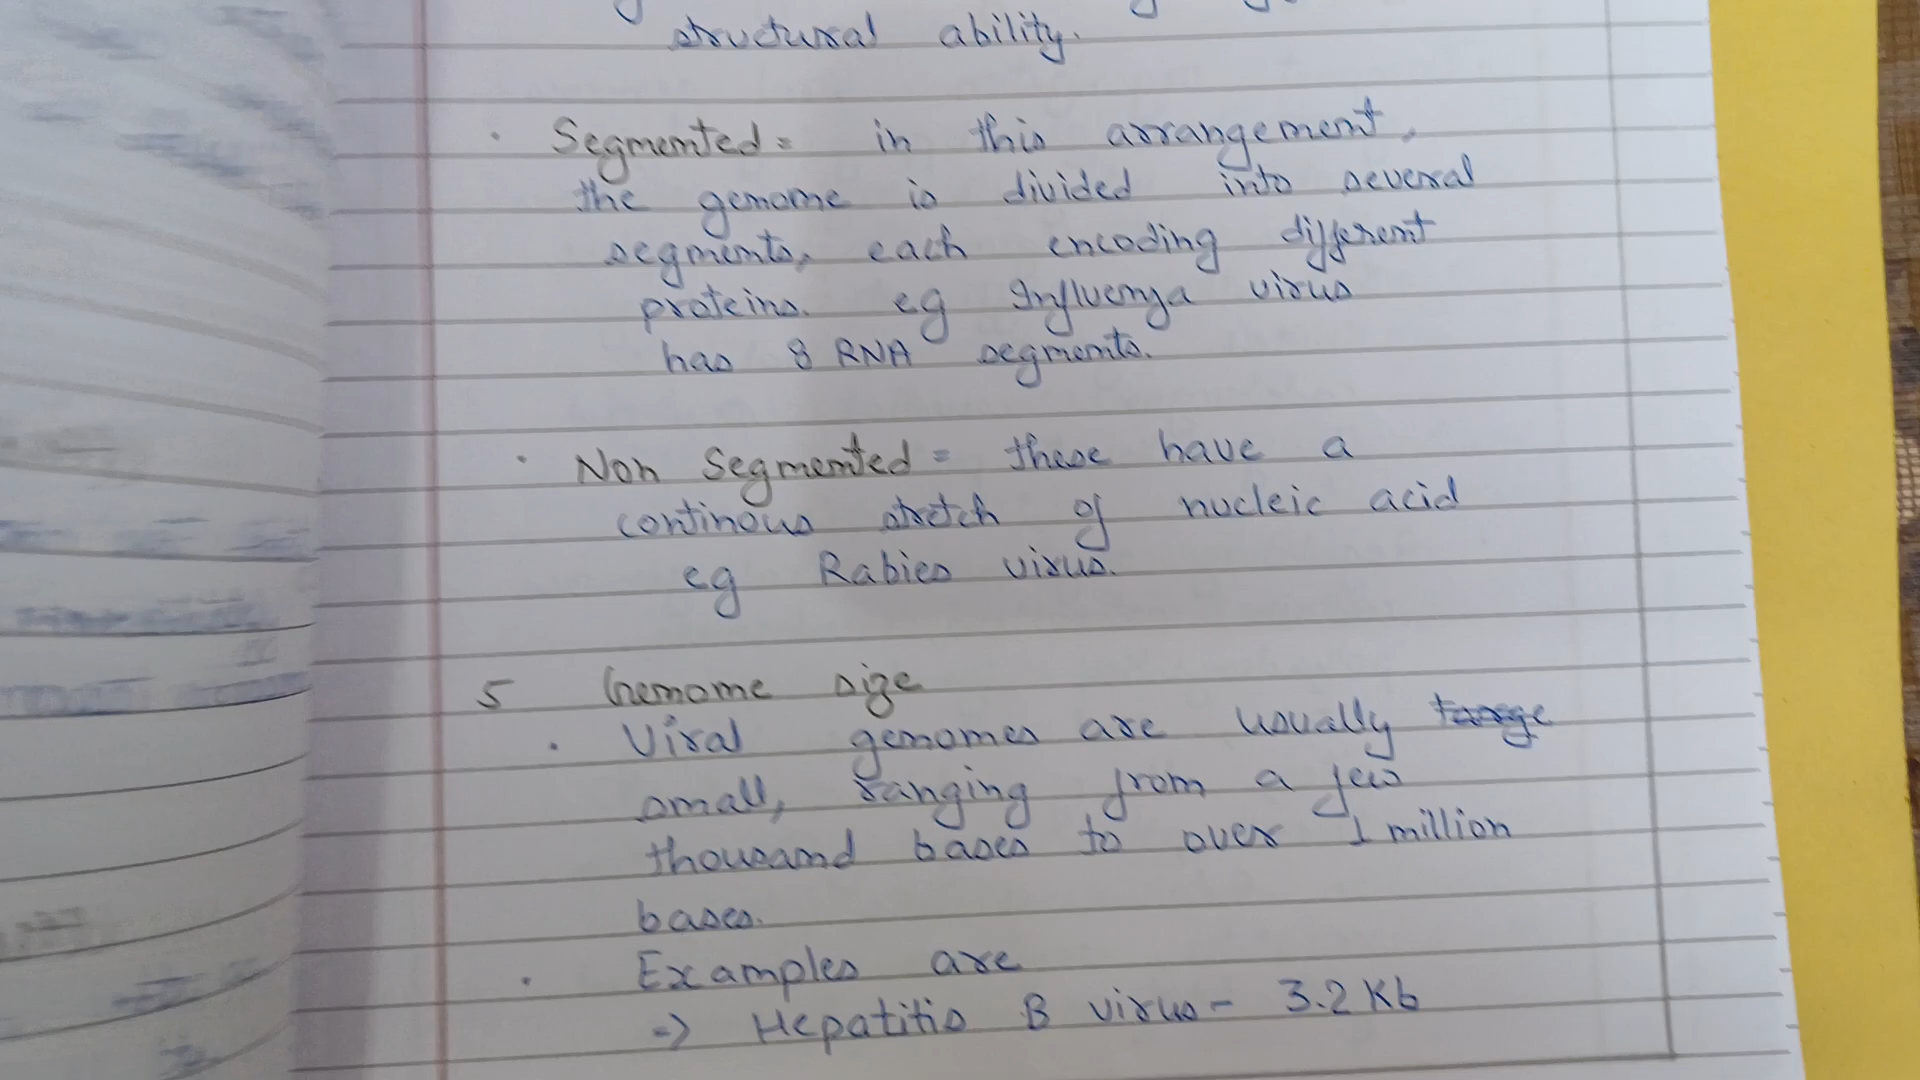 structural ability.
· Segmented = in this arrangement,
the genome is divided into several
segments, each encoding different
proteins. eg Influenza virus
has 8 RNA segments.
· Non Segmented = these have a
continous stretch of nucleic acid
eg Rabies virus.
5 Genome size
· Viral genomes are usually
small, ranging from a few
thousand bases to over 1 million
bases.
· Examples are
=> Hepatitis B virus - 3.2 Kb